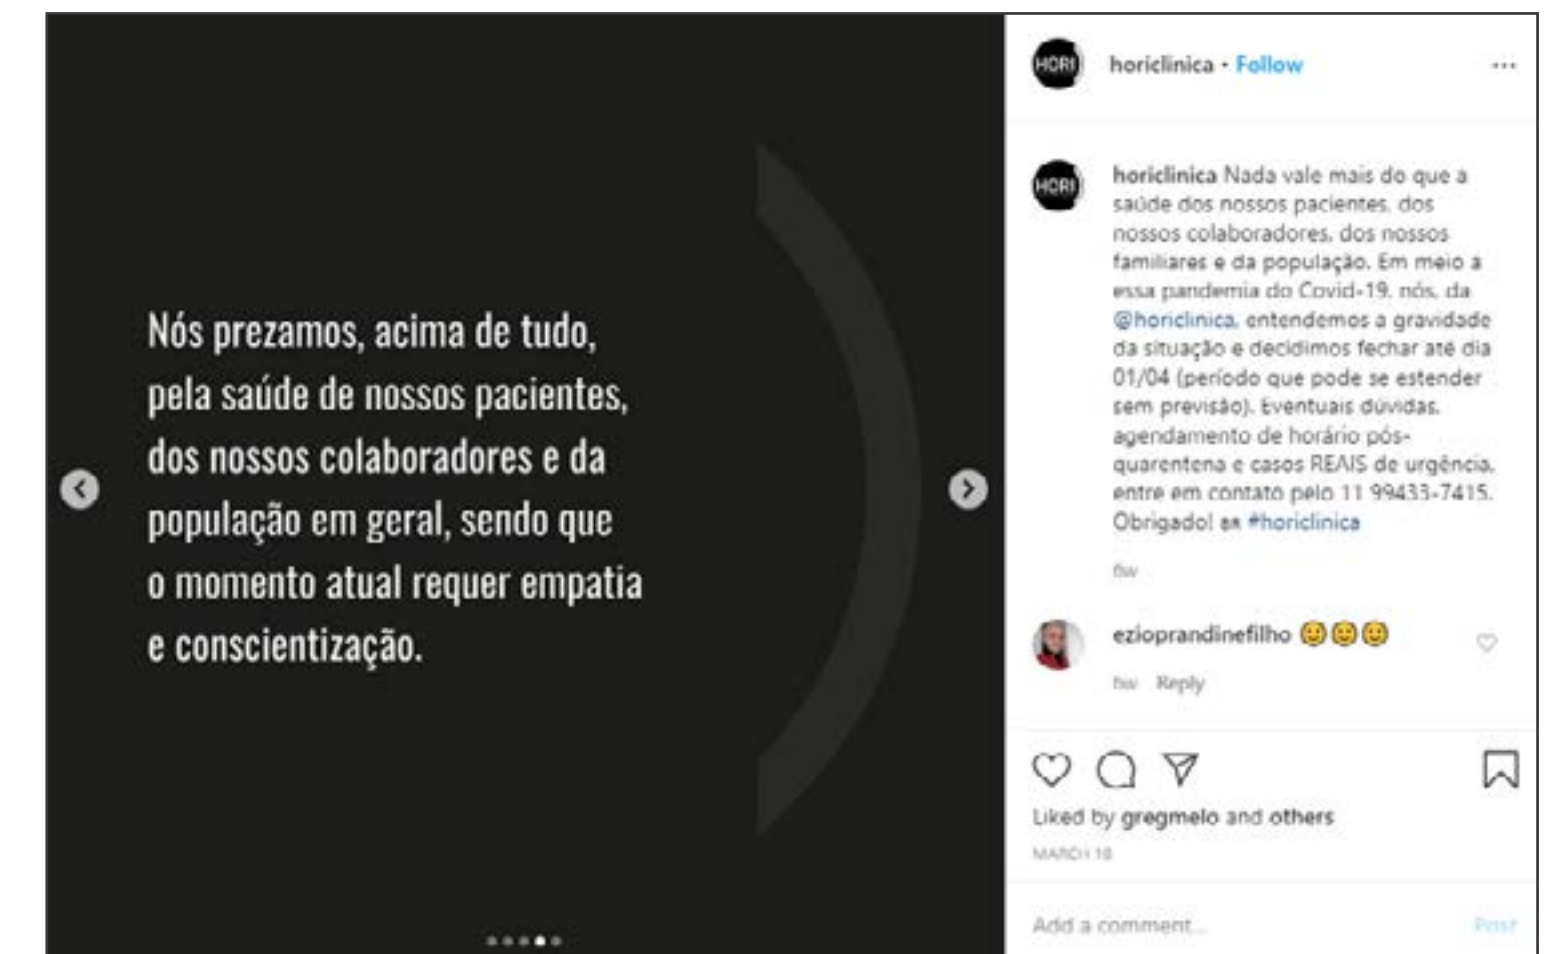 Nós prezamos, acima de tudo,
pela saúde de nossos pacientes,
dos nossos colaboradores e da
população em geral, sendo que
o momento atual requer empatia
e conscientização.
HORI
horiclinica • Follow
HORI
horiclinica Nada vale mais do que a
saúde dos nossos pacientes, dos
nossos colaboradores, dos nossos
familiares e da população. Em meio a
essa pandemia do Covid-19, nós, da
@horiclinica, entendemos a gravidade
da situação e decidimos fechar até dia
01/04 (período que pode se estender
sem previsão). Eventuais dúvidas,
agendamento de horário pós-
quarentena e casos REAIS de urgência,
entre em contato pelo 11 99433-7415.
Obrigado! #horiclinica
ezioprandinefilho 
Reply
Liked by gregmelo and others
MARCH
Add a comment...
Post